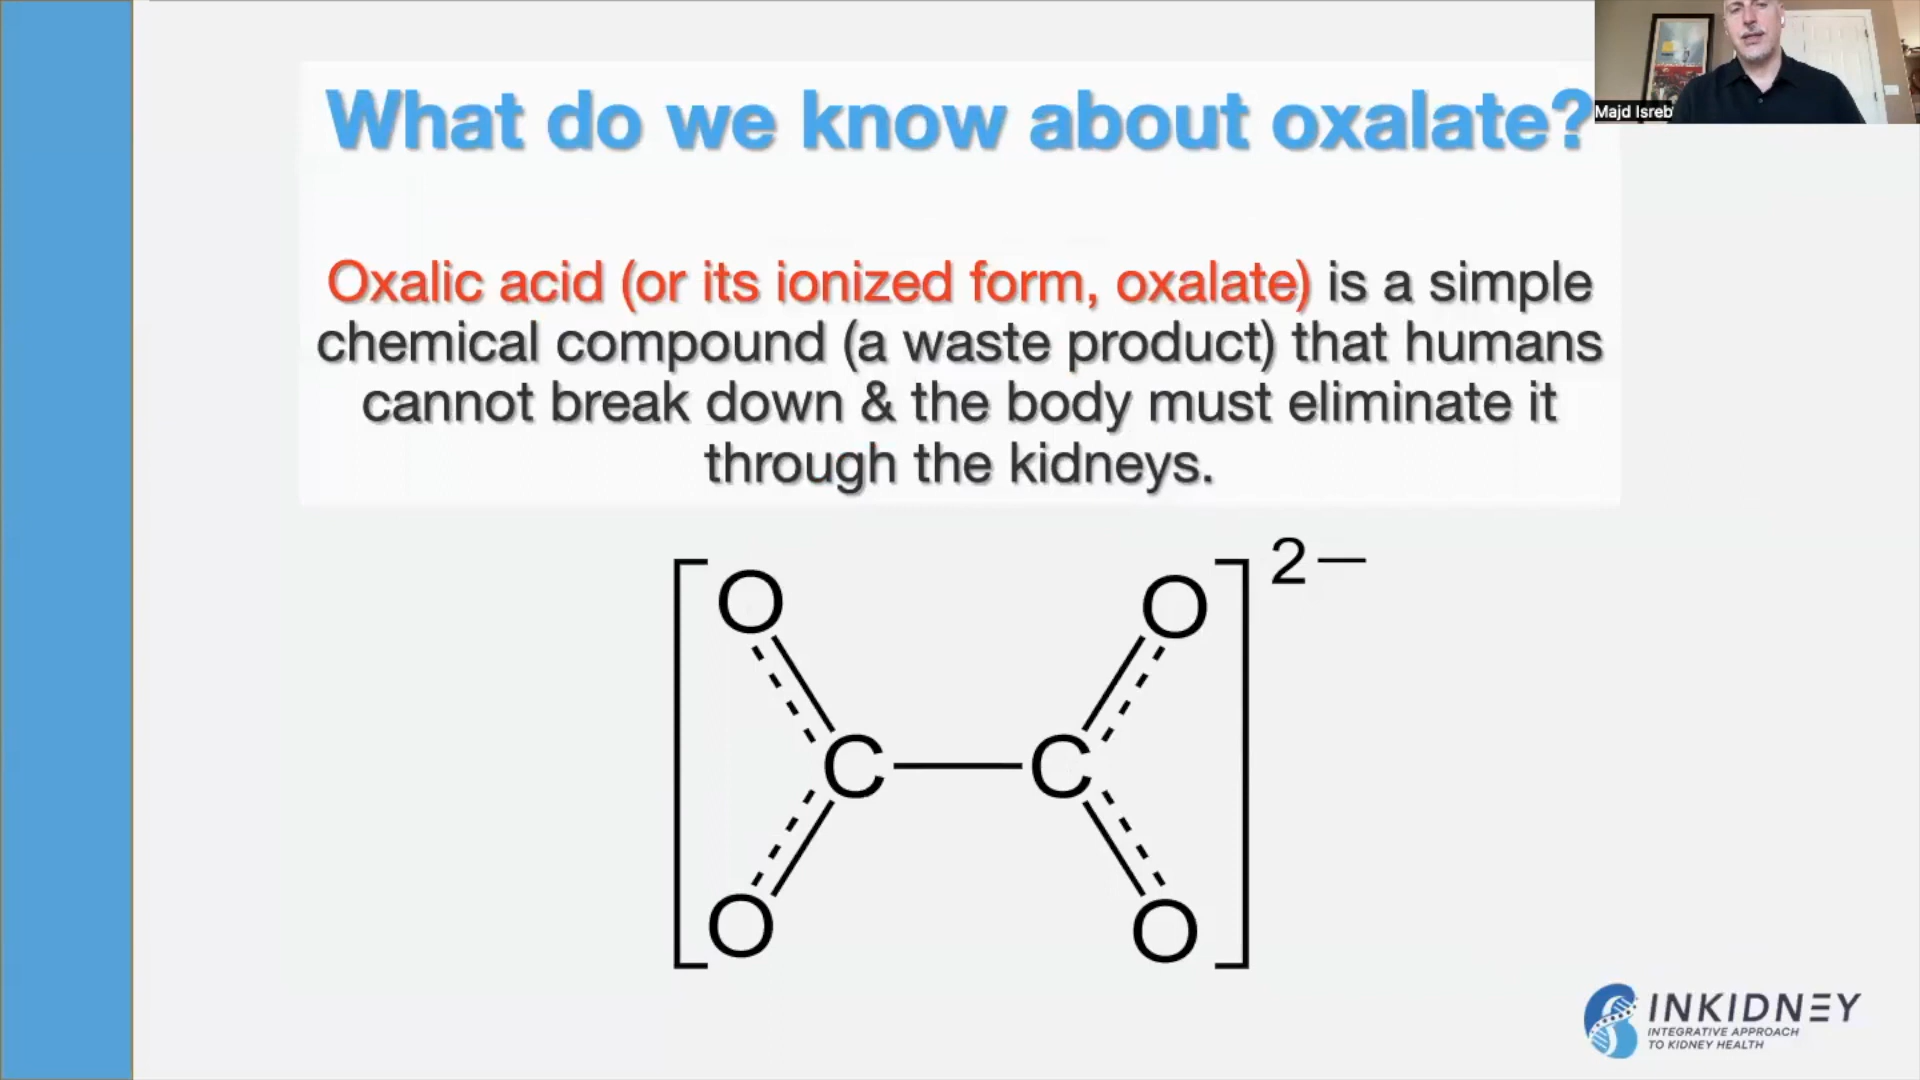 What do we know about oxalate?
Majd Isreb
Oxalic acid (or its ionized form, oxalate) is a simple
chemical compound (a waste product) that humans
cannot break down & the body must eliminate it
through the kidneys.
2−
O O
C C
O O
INKIDNEY
INTEGRATIVE APPROACH
TO KIDNEY HEALTH